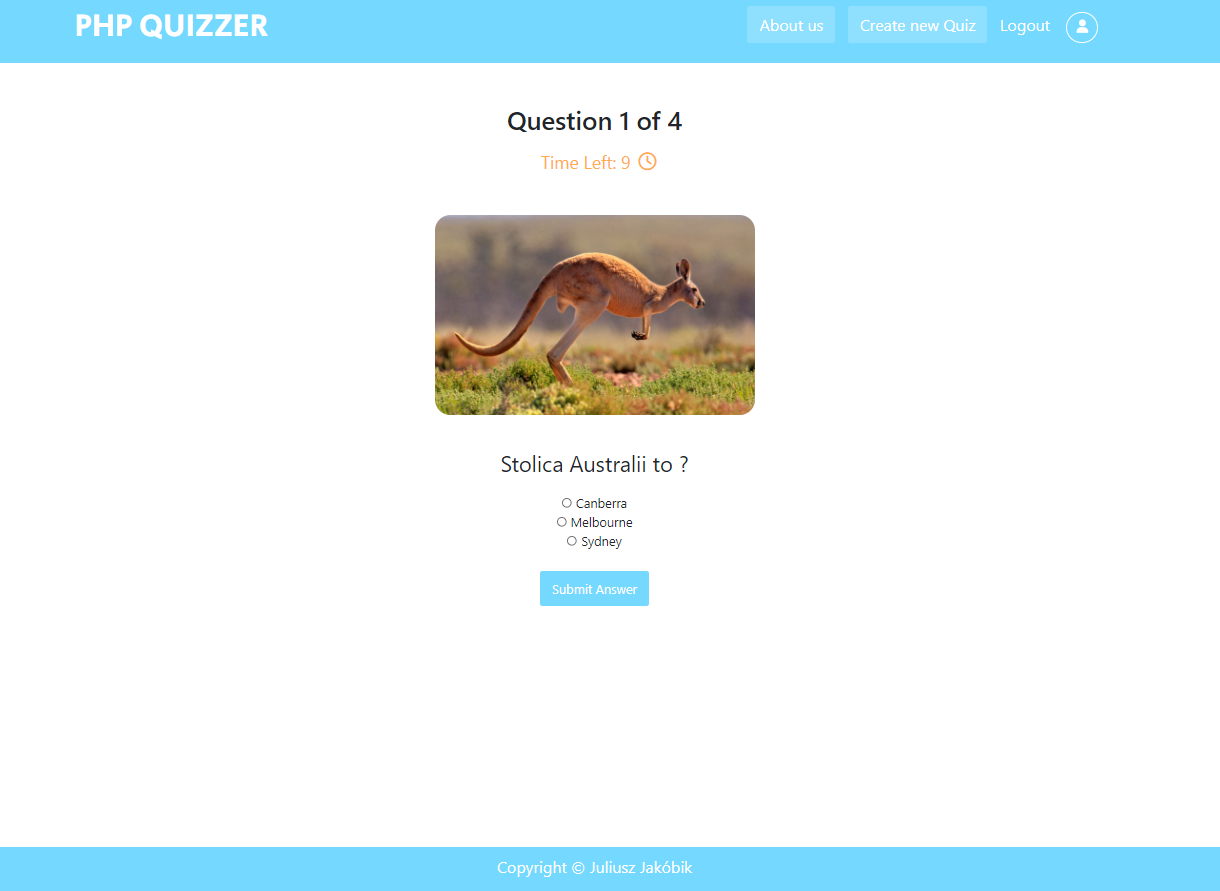 PHP QUIZZER
About us
Create new Quiz
Logout
Question 1 of 4
Time Left: 9
Stolica Australii to ?
Canberra
Melbourne
Sydney
Submit Answer
Copyright © Juliusz Jakóbik